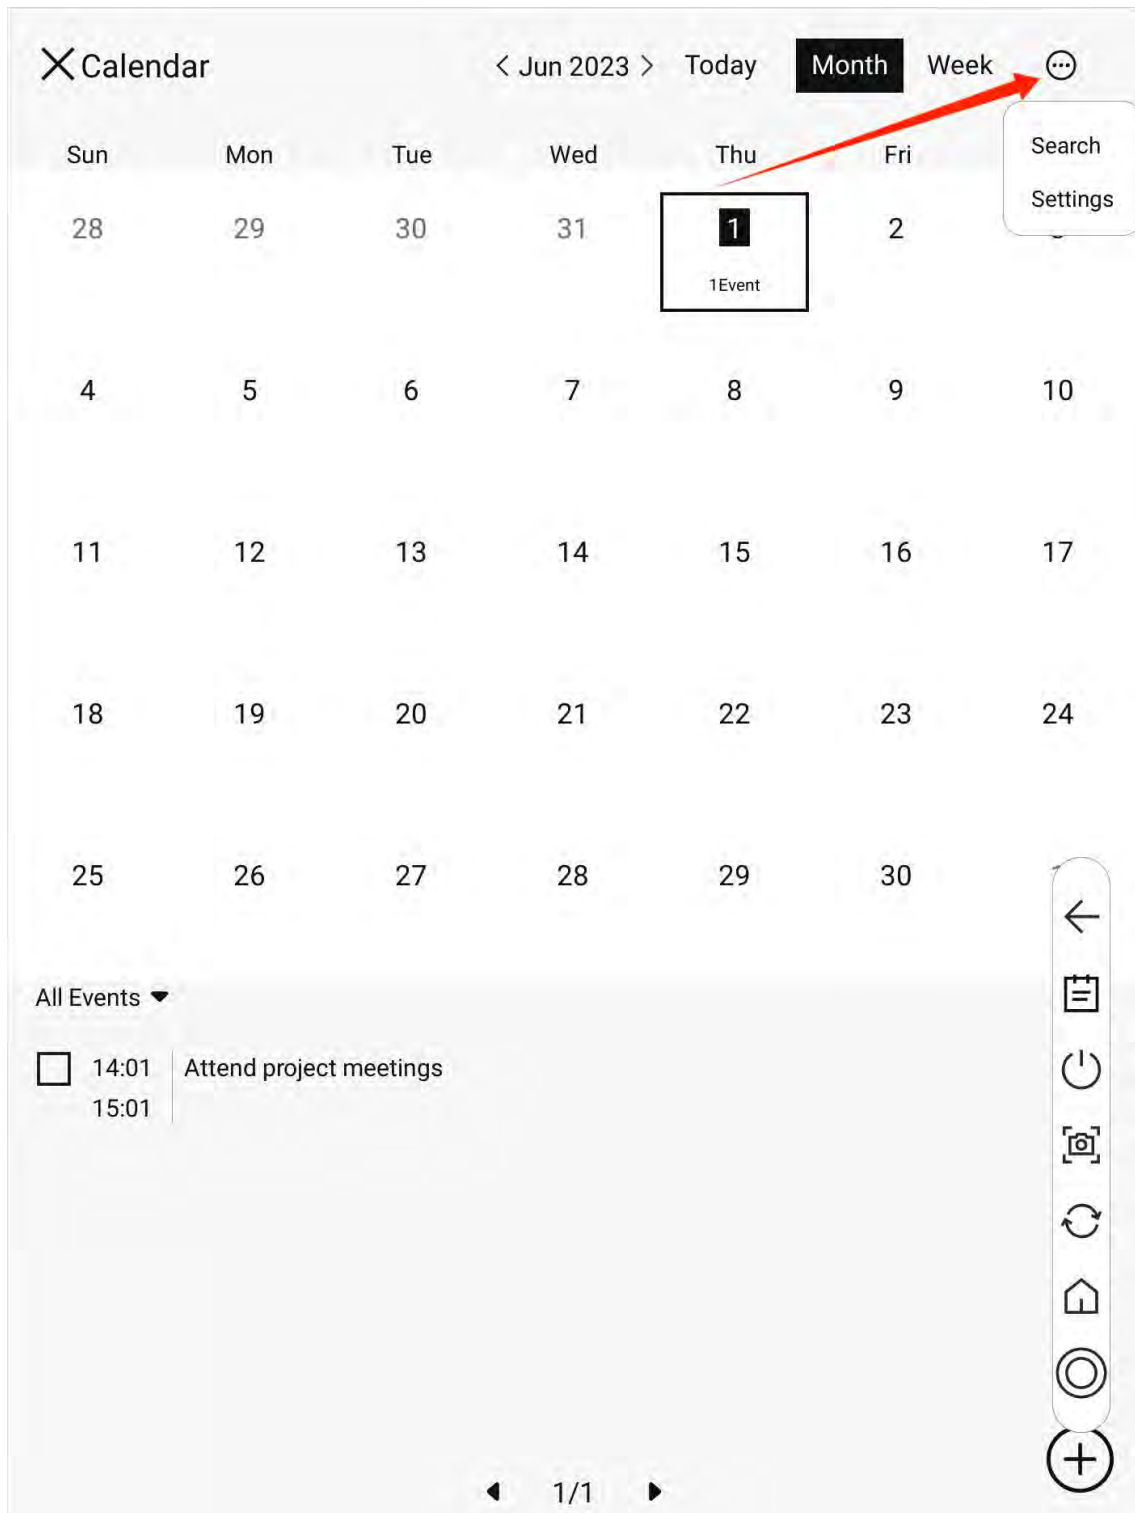 Calendar
< Jun 2023 > Today Month Week
Search
Settings
Sun Mon Tue Wed Thu Fri
28 29 30 31 1 2
1Event
4 5 6 7 8 9 10
11 12 13 14 15 16 17
18 19 20 21 22 23 24
25 26 27 28 29 30
All Events
14:01 Attend project meetings
15:01
1/1